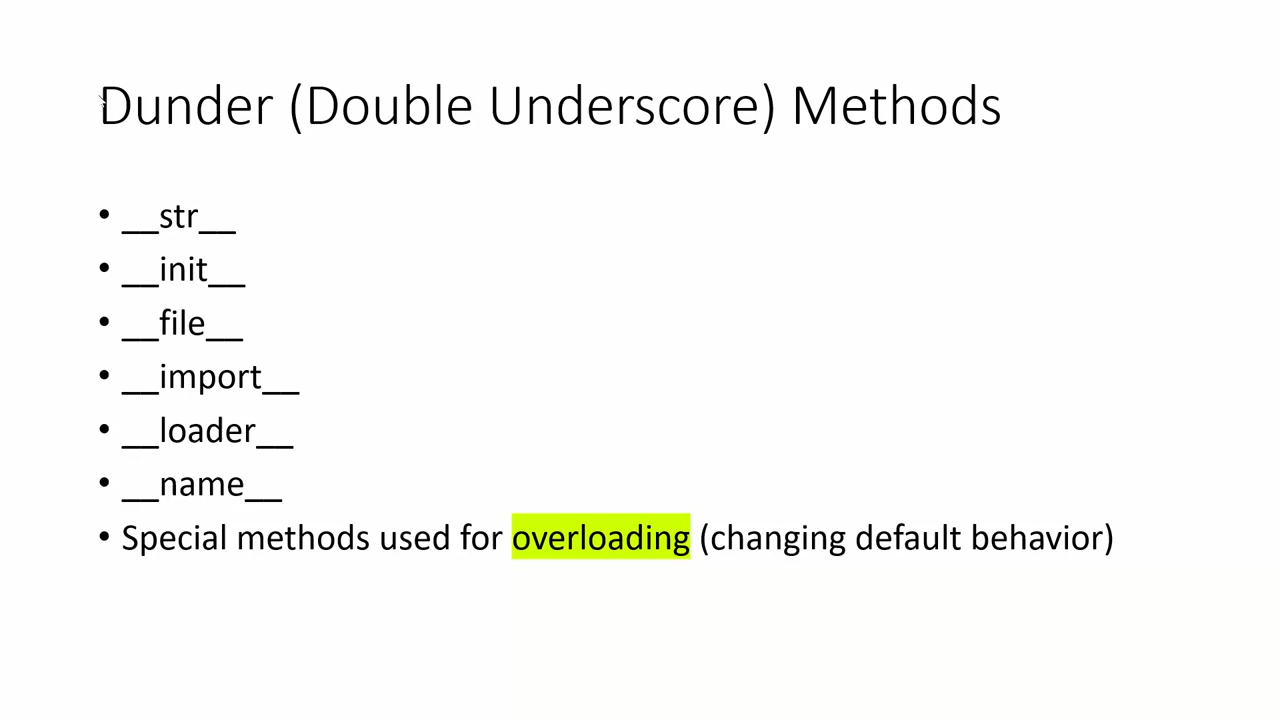 Dunder (Double Underscore) Methods
• __str__
• __init__
• __file__
• __import__
• __loader__
• __name__
• Special methods used for overloading (changing default behavior)